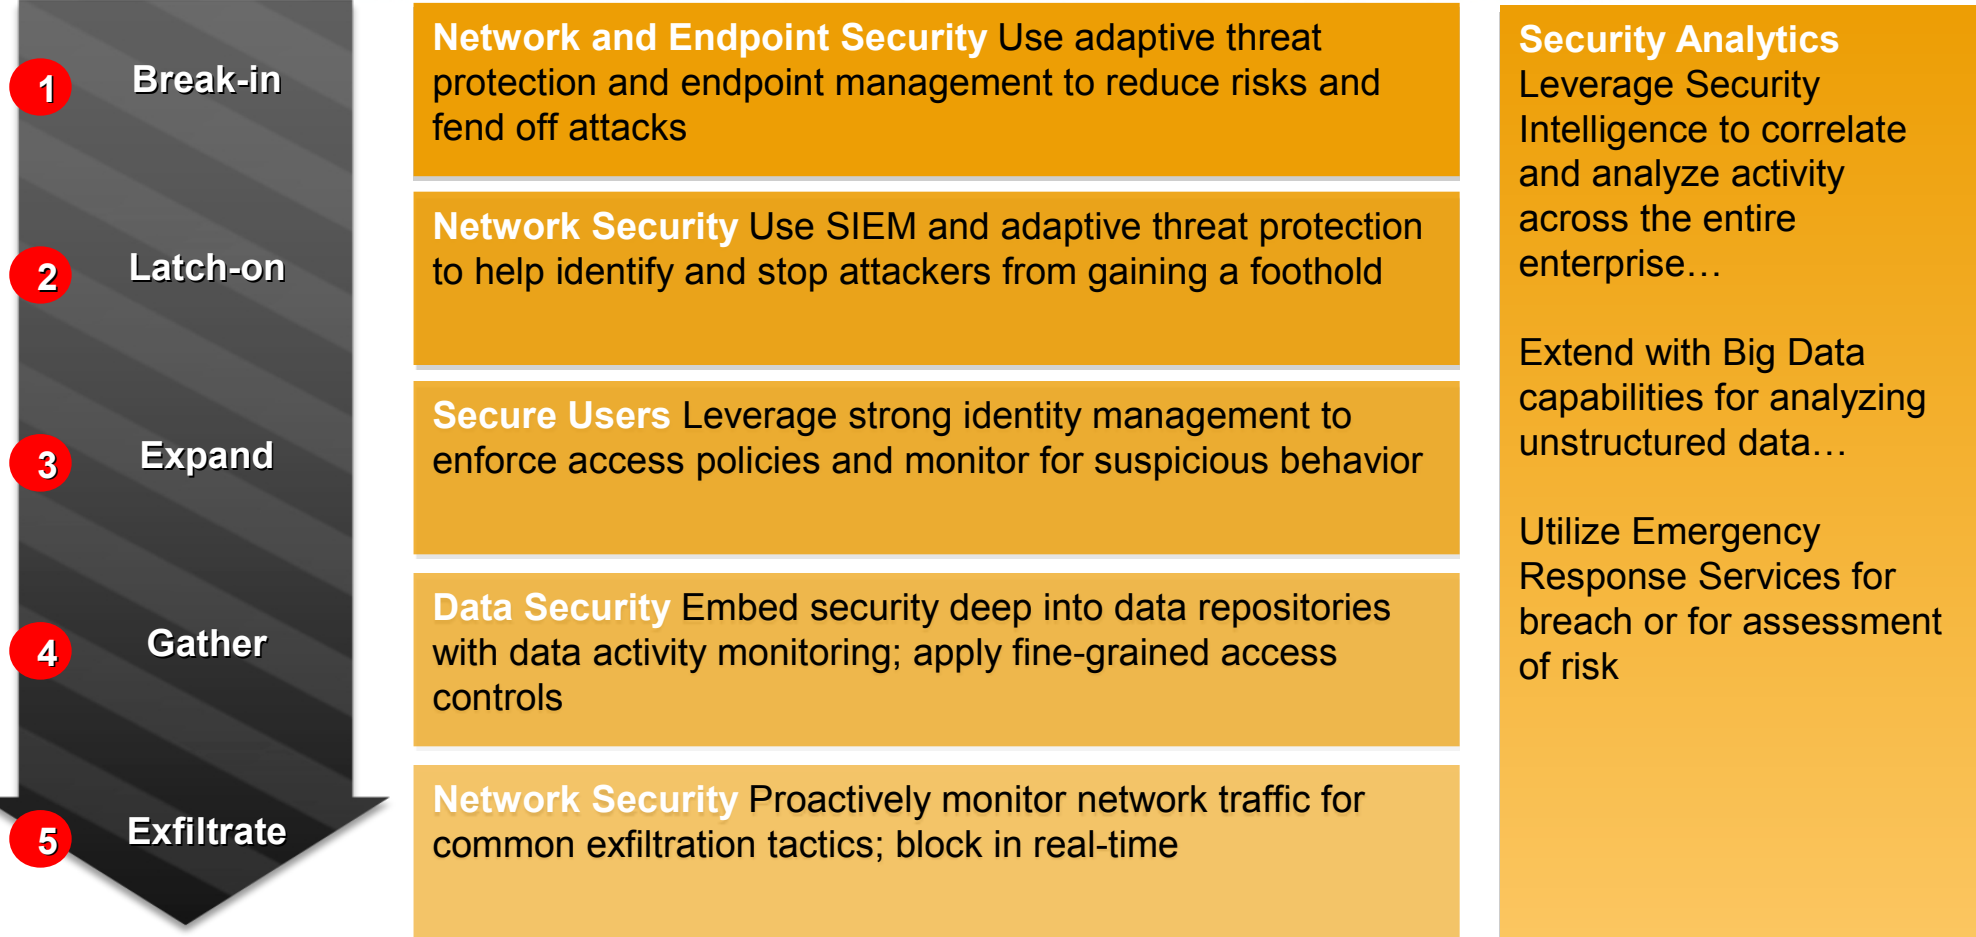 1 Break-in
Network and Endpoint Security Use adaptive threat
protection and endpoint management to reduce risks and
fend off attacks
2 Latch-on
Network Security Use SIEM and adaptive threat protection
to help identify and stop attackers from gaining a foothold
3 Expand
Secure Users Leverage strong identity management to
enforce access policies and monitor for suspicious behavior
4 Gather
Data Security Embed security deep into data repositories
with data activity monitoring; apply fine-grained access
controls
5 Exfiltrate
Network Security Proactively monitor network traffic for
common exfiltration tactics; block in real-time
Security Analytics
Leverage Security
Intelligence to correlate
and analyze activity
across the entire
enterprise…
Extend with Big Data
capabilities for analyzing
unstructured data…
Utilize Emergency
Response Services for
breach or for assessment
of risk